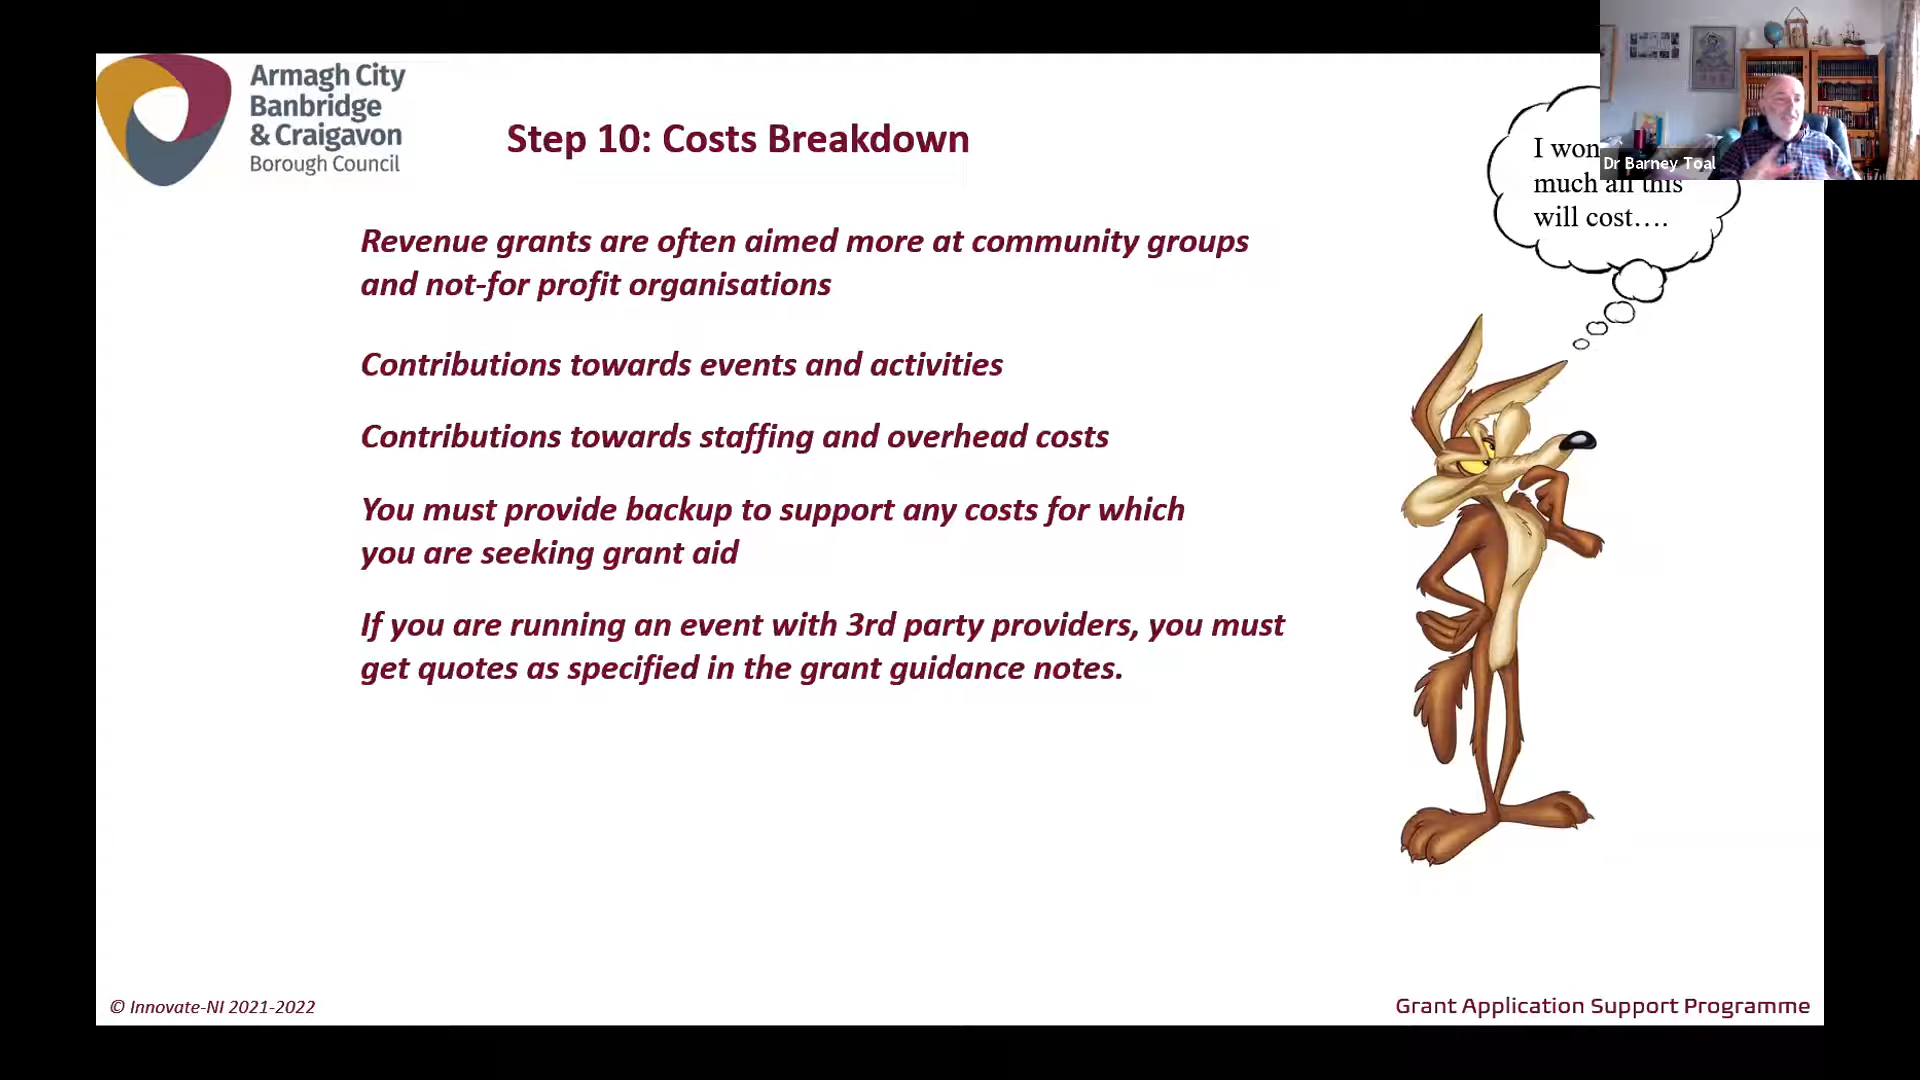 Armagh City
Banbridge
& Craigavon
Borough Council
Step 10: Costs Breakdown
I won
Dr Barney Toal
much all this
will cost....
Revenue grants are often aimed more at community groups
and not-for profit organisations
Contributions towards events and activities
Contributions towards staffing and overhead costs
You must provide backup to support any costs for which
you are seeking grant aid
If you are running an event with 3rd party providers, you must
get quotes as specified in the grant guidance notes.
© Innovate-NI 2021-2022
Grant Application Support Programme